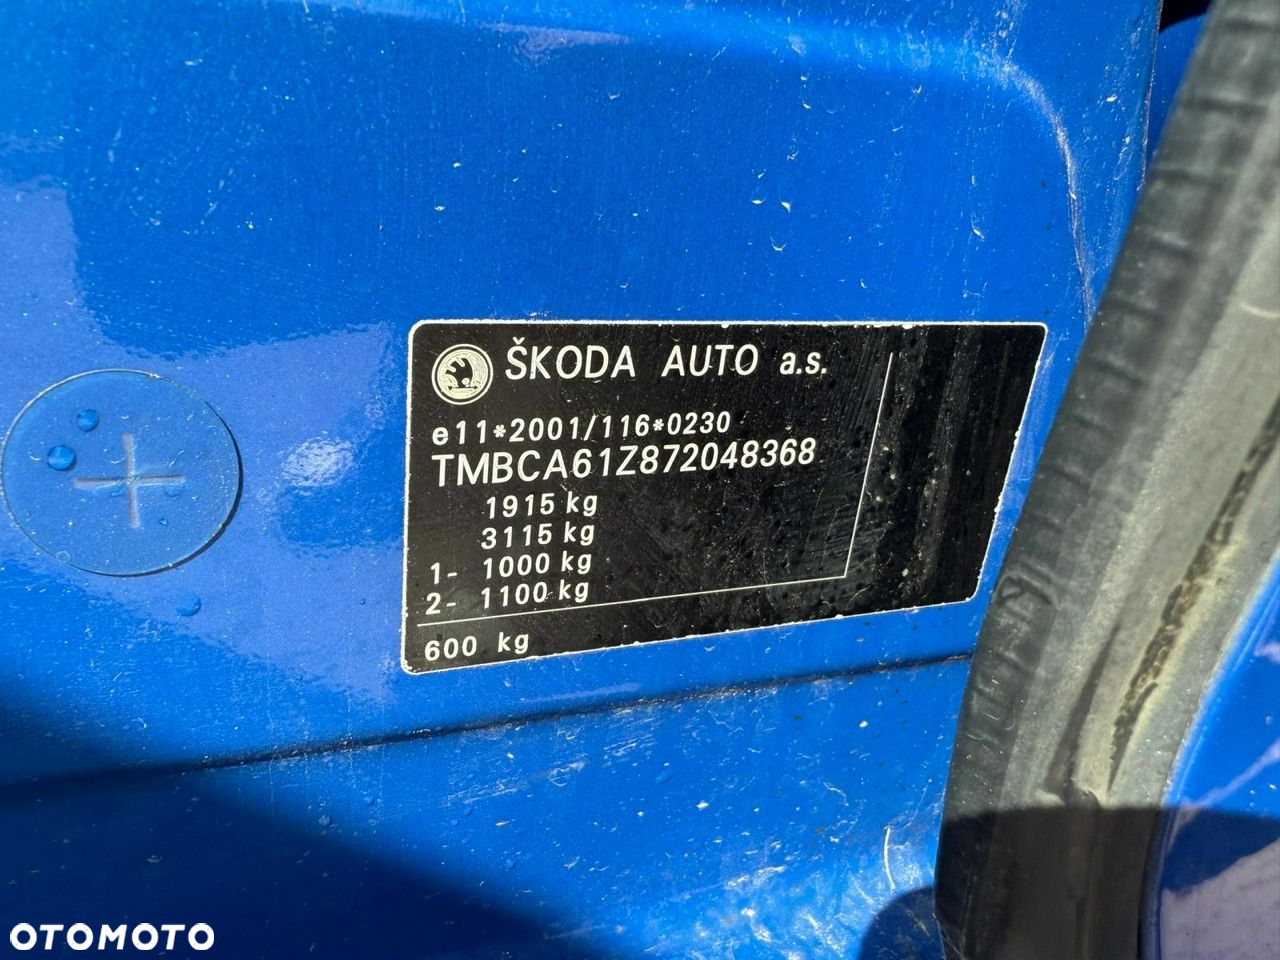 ŠKODA AUTO a.s.
e11*2001/116*0230
TMBCA61Z872048368
1915 kg
3115 kg
1- 1000 kg
2- 1100 kg
600 kg
OTOMOTO